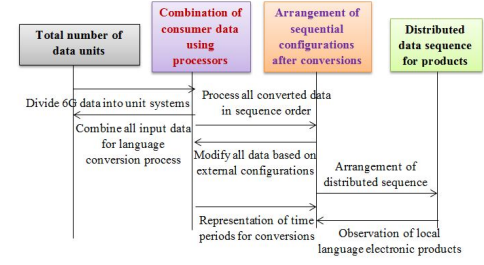 Total number of
data units
Combination of
consumer data
using
processors
Arrangement of
sequential
configurations
after conversions
Distributed
data sequence
for products
Divide 6G data into unit systems
Process all converted data
in sequence order
Combine all input data
for language
conversion process
Modify all data based on
external configurations
Arrangement of
distributed sequence
Representation of time
periods for conversions
Observation of local
language electronic products